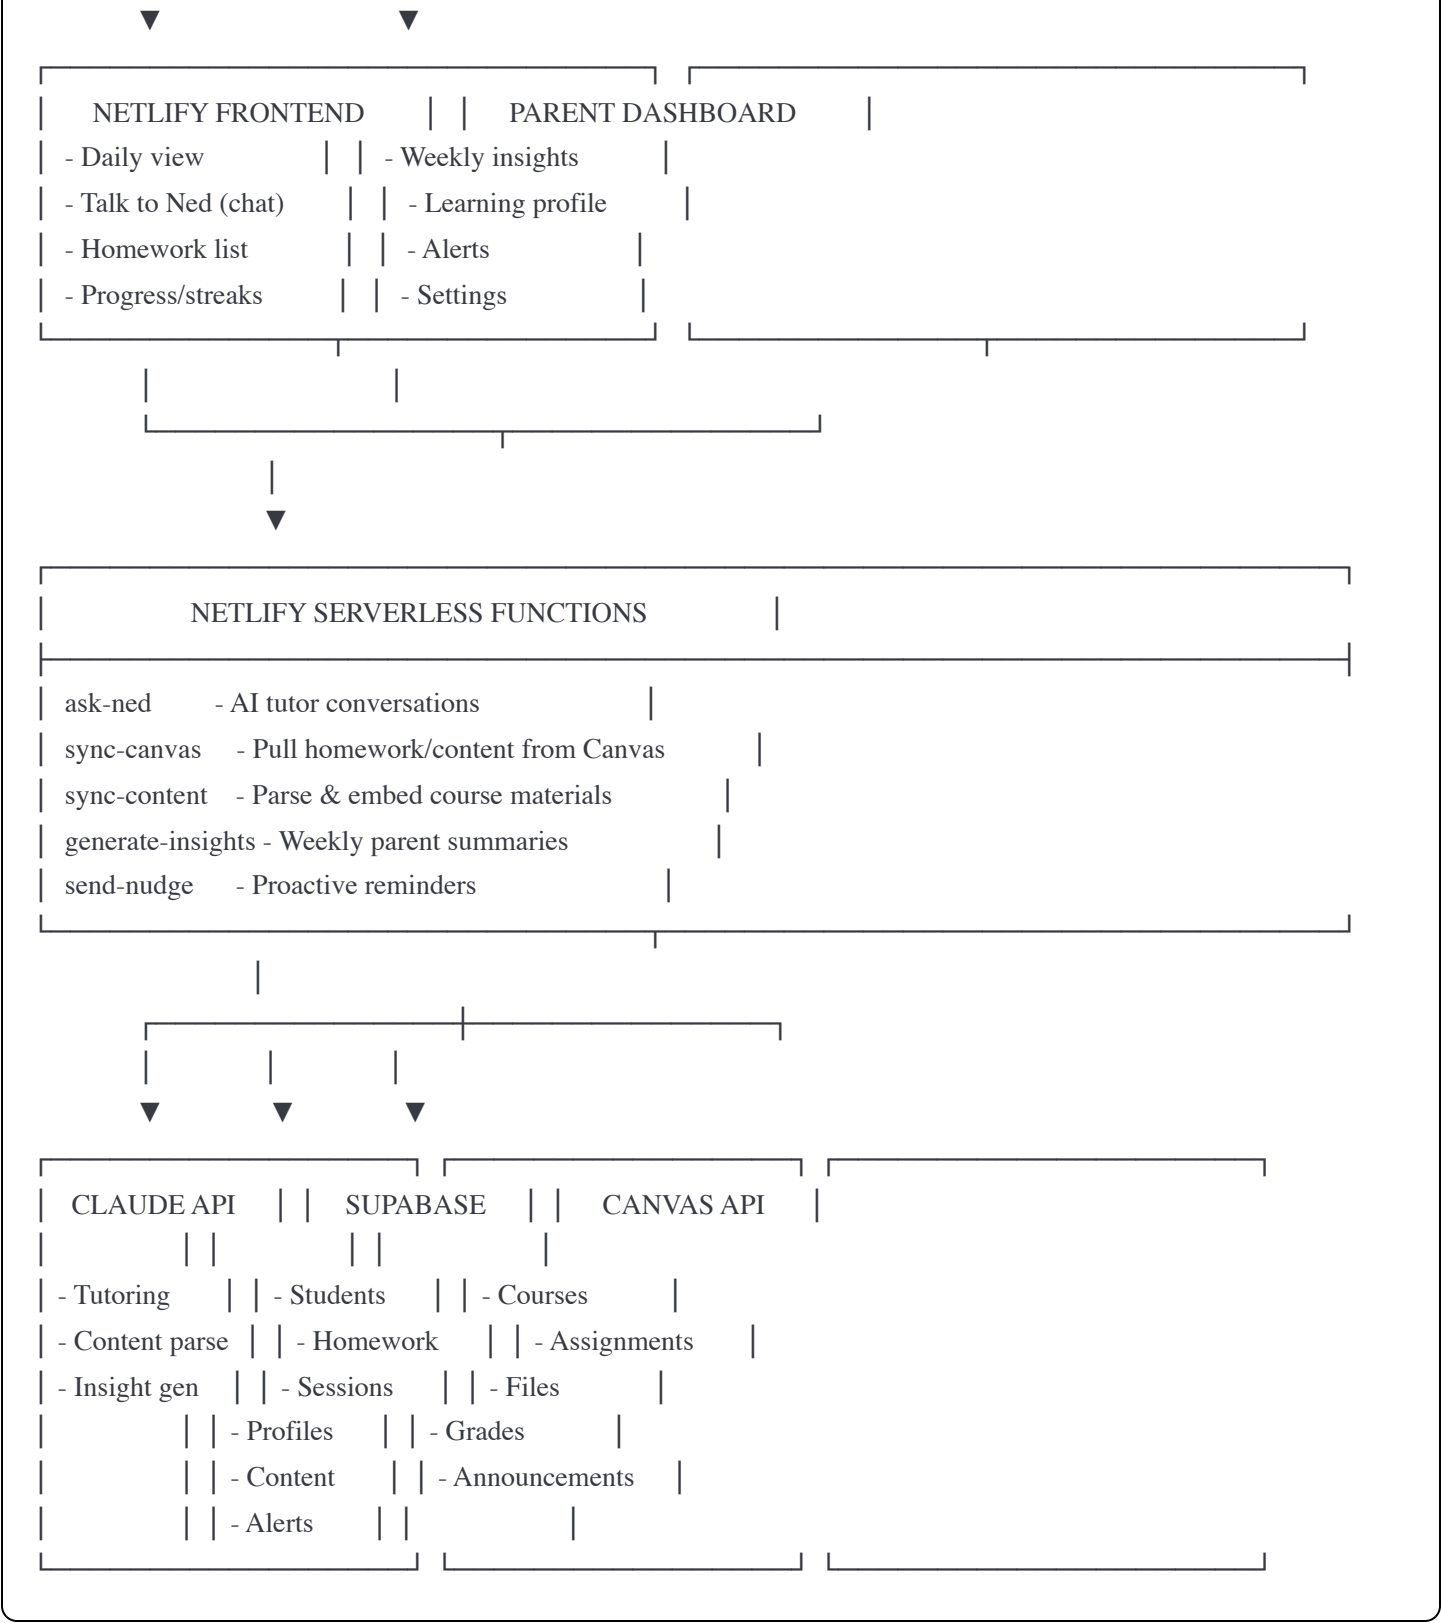 ▼ ▼
┌─────────────────────────────────┐ ┌─────────────────────────────────┐
│ NETLIFY FRONTEND │ │ PARENT DASHBOARD │
│ - Daily view │ │ - Weekly insights │
│ - Talk to Ned (chat) │ │ - Learning profile │
│ - Homework list │ │ - Alerts │
│ - Progress/streaks │ │ - Settings │
└───────────────┬─────────────────┘ └───────────────┬─────────────────┘
│ │
└──────────────────┬─────────────────┘
│
▼
┌──────────────────────────────────────────────────────────────────────┐
│ NETLIFY SERVERLESS FUNCTIONS │
├──────────────────────────────────────────────────────────────────────┤
│ ask-ned - AI tutor conversations │
│ sync-canvas - Pull homework/content from Canvas │
│ sync-content - Parse & embed course materials │
│ generate-insights - Weekly parent summaries │
│ send-nudge - Proactive reminders │
└─────────────────────────────────┬────────────────────────────────────┘
│
┌────────────────┼────────────────┐
│ │ │
▼ ▼ ▼
┌───────────────────┐ ┌──────────────────┐ ┌──────────────────────┐
│ CLAUDE API │ │ SUPABASE │ │ CANVAS API │
│ │ │ │ │ │
│ - Tutoring │ │ - Students │ │ - Courses │
│ - Content parse │ │ - Homework │ │ - Assignments │
│ - Insight gen │ │ - Sessions │ │ - Files │
│ │ │ - Profiles │ │ - Grades │
│ │ │ - Content │ │ - Announcements │
│ │ │ - Alerts │ │ │
└───────────────────┘ └──────────────────┘ └──────────────────────┘